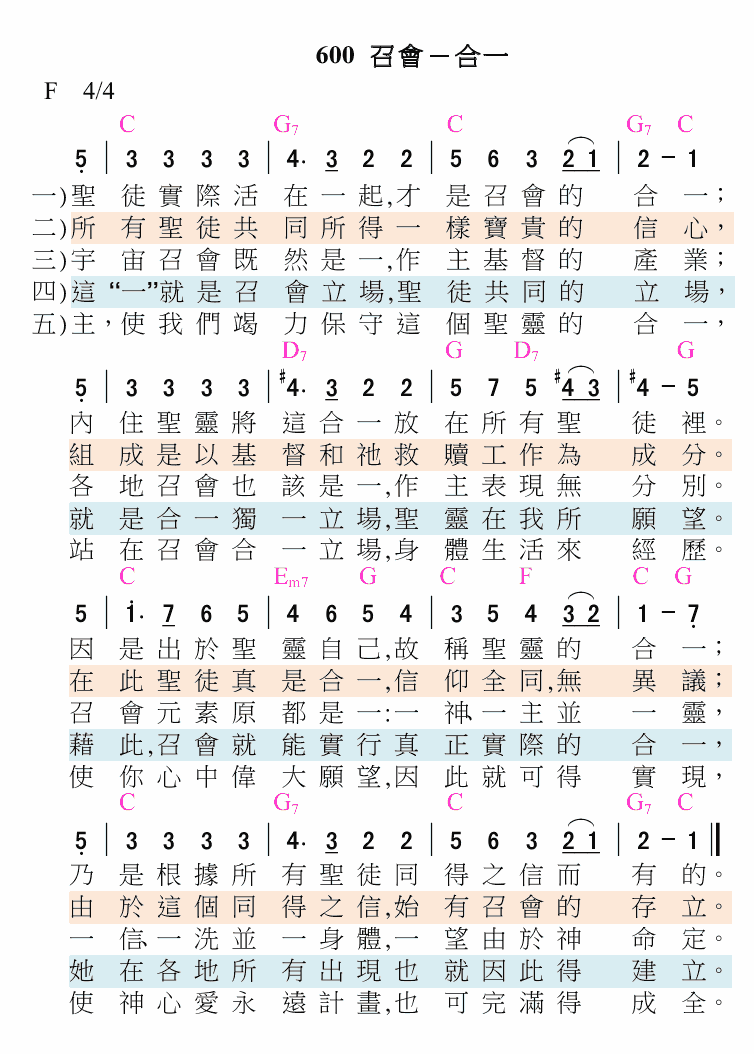 600 召會－合一
F 4/4
C G7 C G7 C
5̣ | 3 3 3 3 | 4. 3 2 2 | 5 6 3 2 1 | 2 － 1
一)聖 徒實際活 在一起,才 是召會的 合 一；
二)所 有聖徒共 同所得一 樣寶貴的 信 心，
三)宇 宙召會既 然是一,作 主基督的 產 業；
四)這 “一”就是召 會立場,聖 徒共同的 立 場，
五)主，使我們竭 力保守這 個聖靈的 合 一，
D7 G D7 G
5̣ | 3 3 3 3 | #4. 3 2 2 | 5 7 5 #4 3 | #4 － 5
內 住聖靈將 這合一放 在所有聖 徒 裡。
組 成是以基 督和祂救 贖工作為 成 分。
各 地召會也 該是一,作 主表現無 分 別。
就 是合一獨 一立場,聖 靈在我所 願 望。
站 在召會合 一立場,身 體生活來 經 歷。
C Em7 G C F C G
5 | 1̇. 7 6 5 | 4 6 5 4 | 3 5 4 3 2 | 1 － 7̣
因 是出於聖 靈自己,故 稱聖靈的 合 一；
在 此聖徒真 是合一,信 仰全同,無 異 議；
召 會元素原 都是一:一 神、一主並 一 靈，
藉 此,召會就 能實行真 正實際的 合 一，
使 你心中偉 大願望,因 此就可得 實 現，
C G7 C G7 C
5̣ | 3 3 3 3 | 4. 3 2 2 | 5 6 3 2 1 | 2 － 1 ‖
乃 是根據所 有聖徒同 得之信而 有 的。
由 於這個同 得之信,始 有召會的 存 立。
一 信、一洗並 一身體,一 望由於神 命 定。
她 在各地所 有出現也 就因此得 建 立。
使 神心愛永 遠計畫,也 可完滿得 成 全。